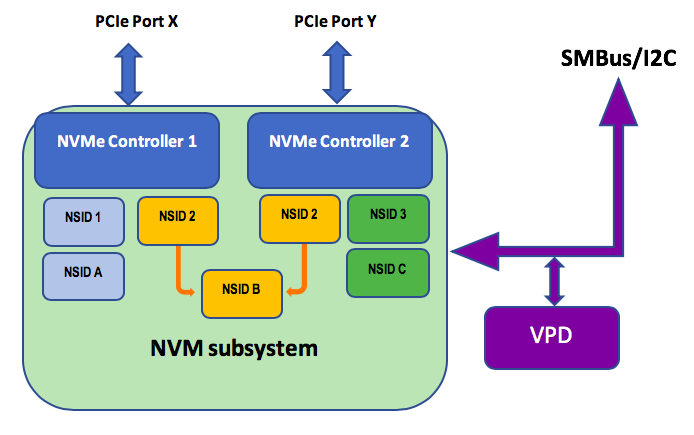 PCIe Port X
PCIe Port Y
SMBus/I2C
NVMe Controller 1
NVMe Controller 2
NSID 1
NSID 2
NSID 2
NSID 3
NSID A
NSID B
NSID C
NVM subsystem
VPD